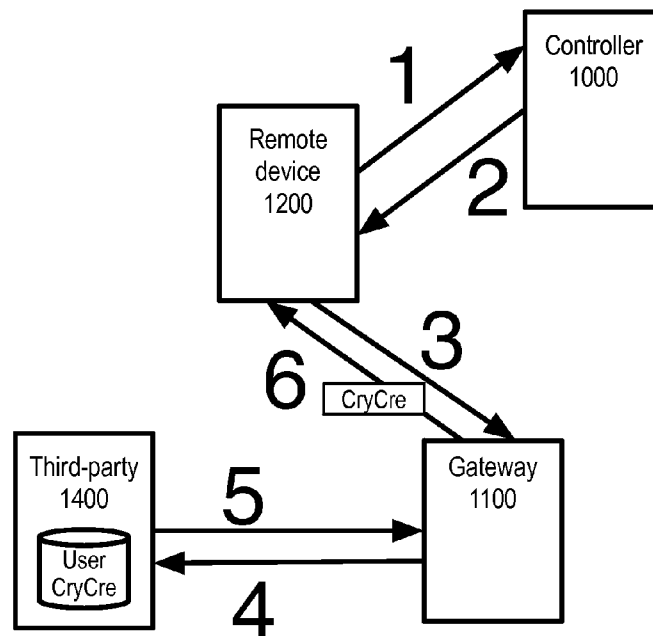 Controller
1000
1
Remote
device
1200
2
3
6
CryCre
Third-party
1400
User
CryCre
5
4
Gateway
1100